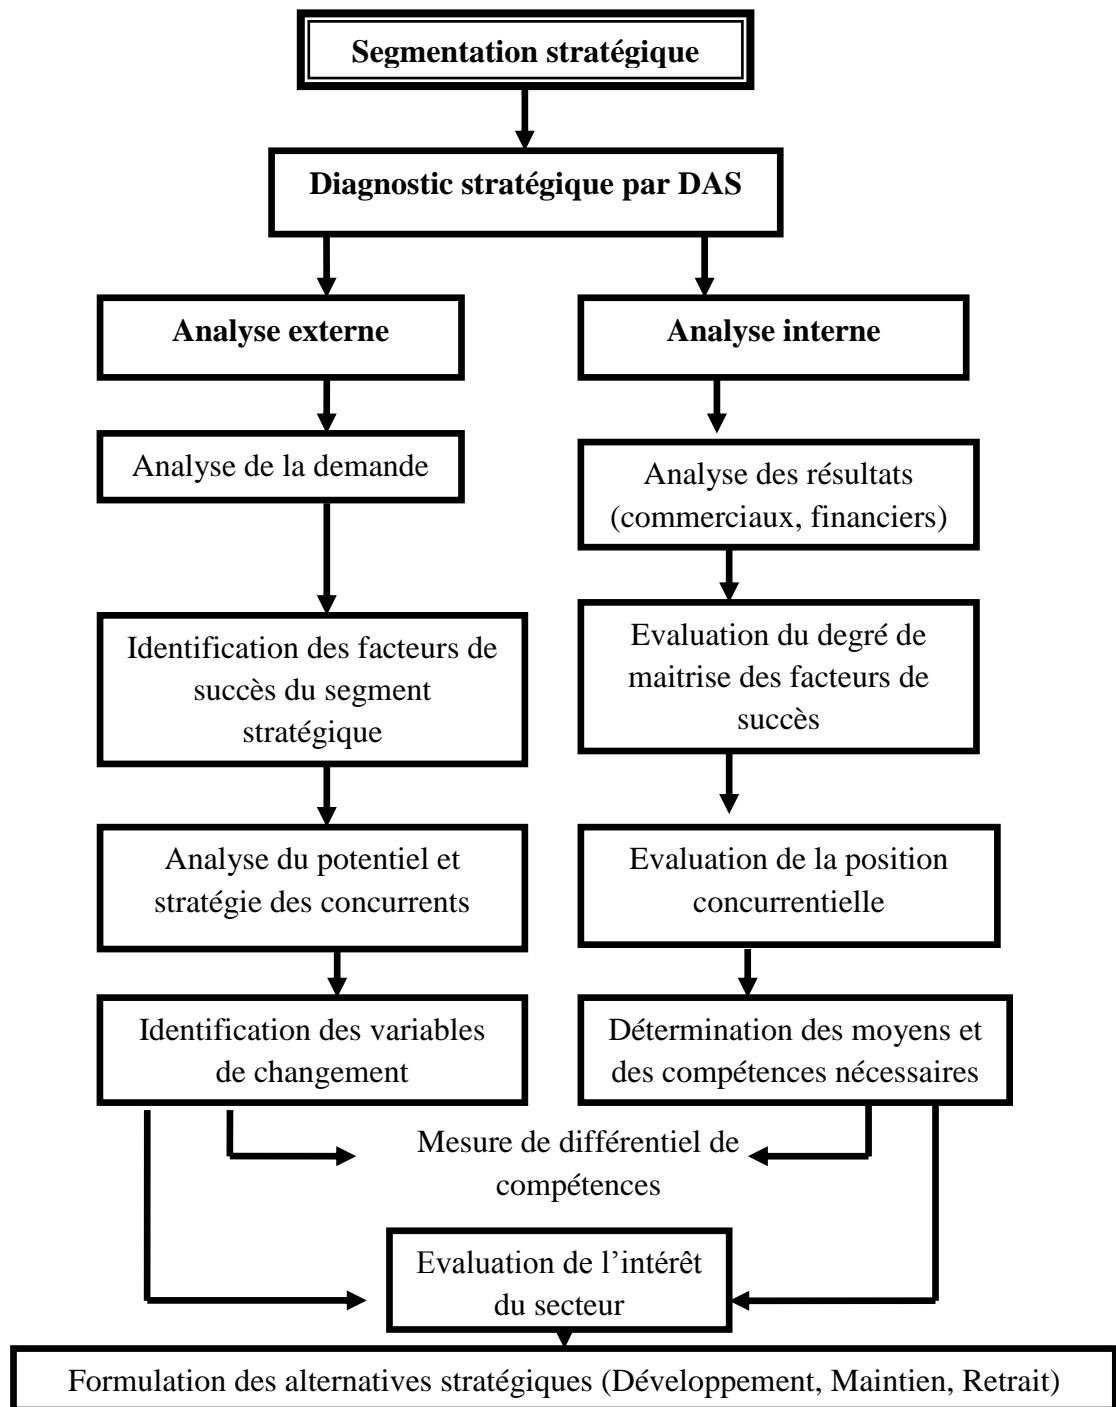 Segmentation stratégique
Diagnostic stratégique par DAS
Analyse externe
Analyse interne
Analyse de la demande
Analyse des résultats
(commerciaux, financiers)
Identification des facteurs de
succès du segment
stratégique
Evaluation du degré de
maitrise des facteurs de
succès
Analyse du potentiel et
stratégie des concurrents
Evaluation de la position
concurrentielle
Identification des variables
de changement
Détermination des moyens et
des compétences nécessaires
Mesure de différentiel de
compétences
Evaluation de l’intérêt
du secteur
Formulation des alternatives stratégiques (Développement, Maintien, Retrait)